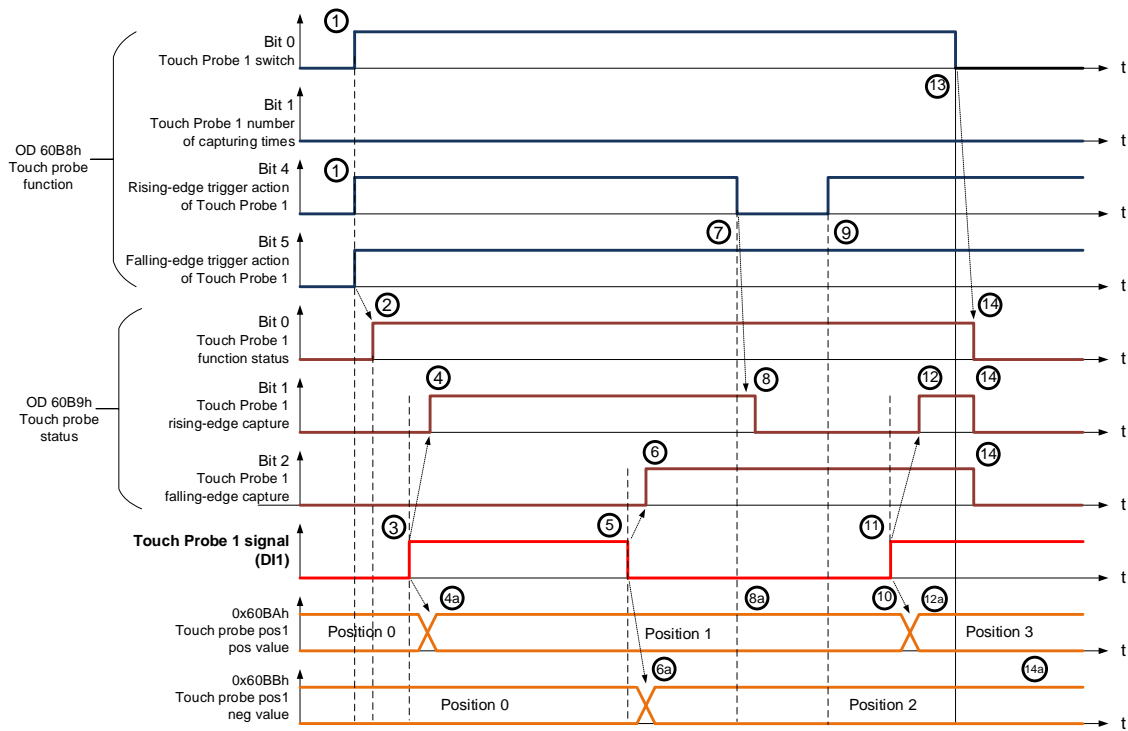 1
Bit 0
Touch Probe 1 switch
t
13
Bit 1
Touch Probe 1 number
of capturing times
t
OD 60B8h
Touch probe
function
1
Bit 4
Rising-edge trigger action
of Touch Probe 1
t
7
9
Bit 5
Falling-edge trigger action
of Touch Probe 1
t
2
14
Bit 0
Touch Probe 1
function status
t
4
8
12
14
OD 60B9h
Touch probe
status
Bit 1
Touch Probe 1
rising-edge capture
t
6
14
Bit 2
Touch Probe 1
falling-edge capture
t
3
5
11
Touch Probe 1 signal
(DI1)
t
4a
8a
10
12a
0x60BAh
Touch probe pos1
pos value
Position 0
Position 1
Position 3
t
6a
14a
0x60BBh
Touch probe pos1
neg value
Position 0
Position 2
t